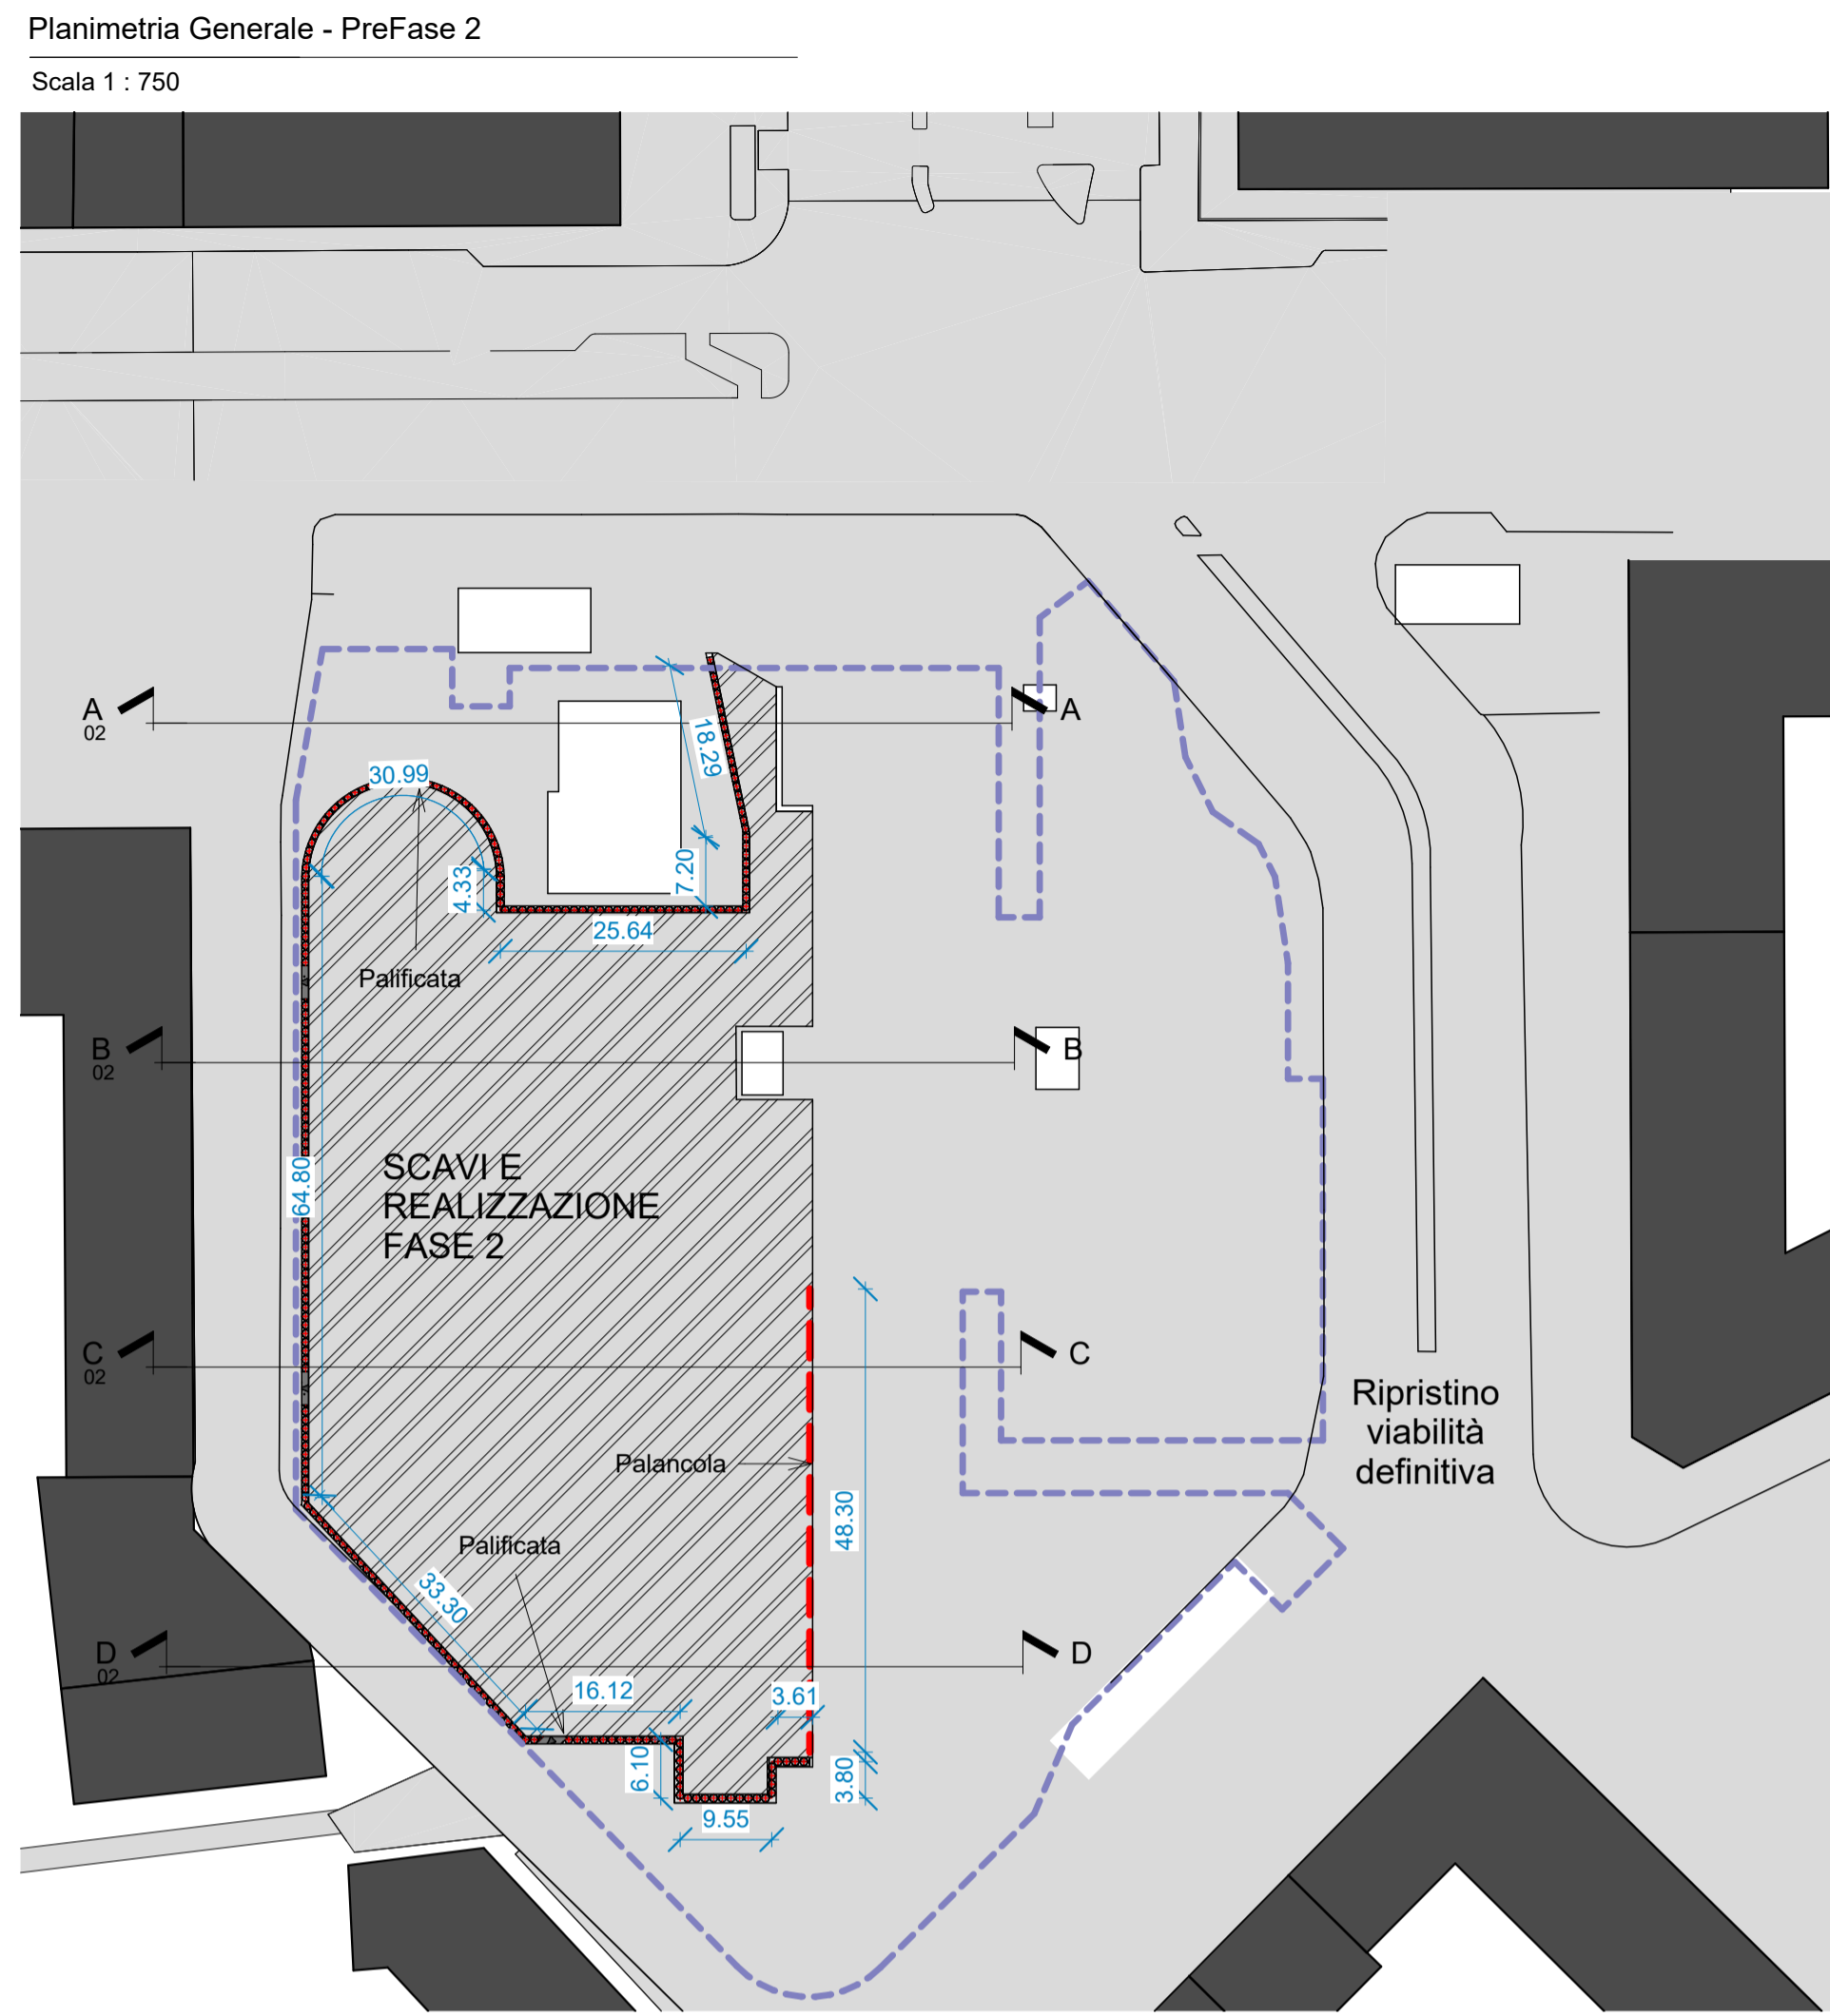 Planimetria Generale - PreFase 2
Scala 1 : 750
A
02
A
18.29
30.99
4.33
7.20
25.64
Palificata
B
02
B
SCAVI E
REALIZZAZIONE
FASE 2
64.80
C
02
C
Ripristino
viabilità
definitiva
Palancola
48.30
Palificata
33.30
D
02
D
16.12
3.61
6.10
3.80
9.55